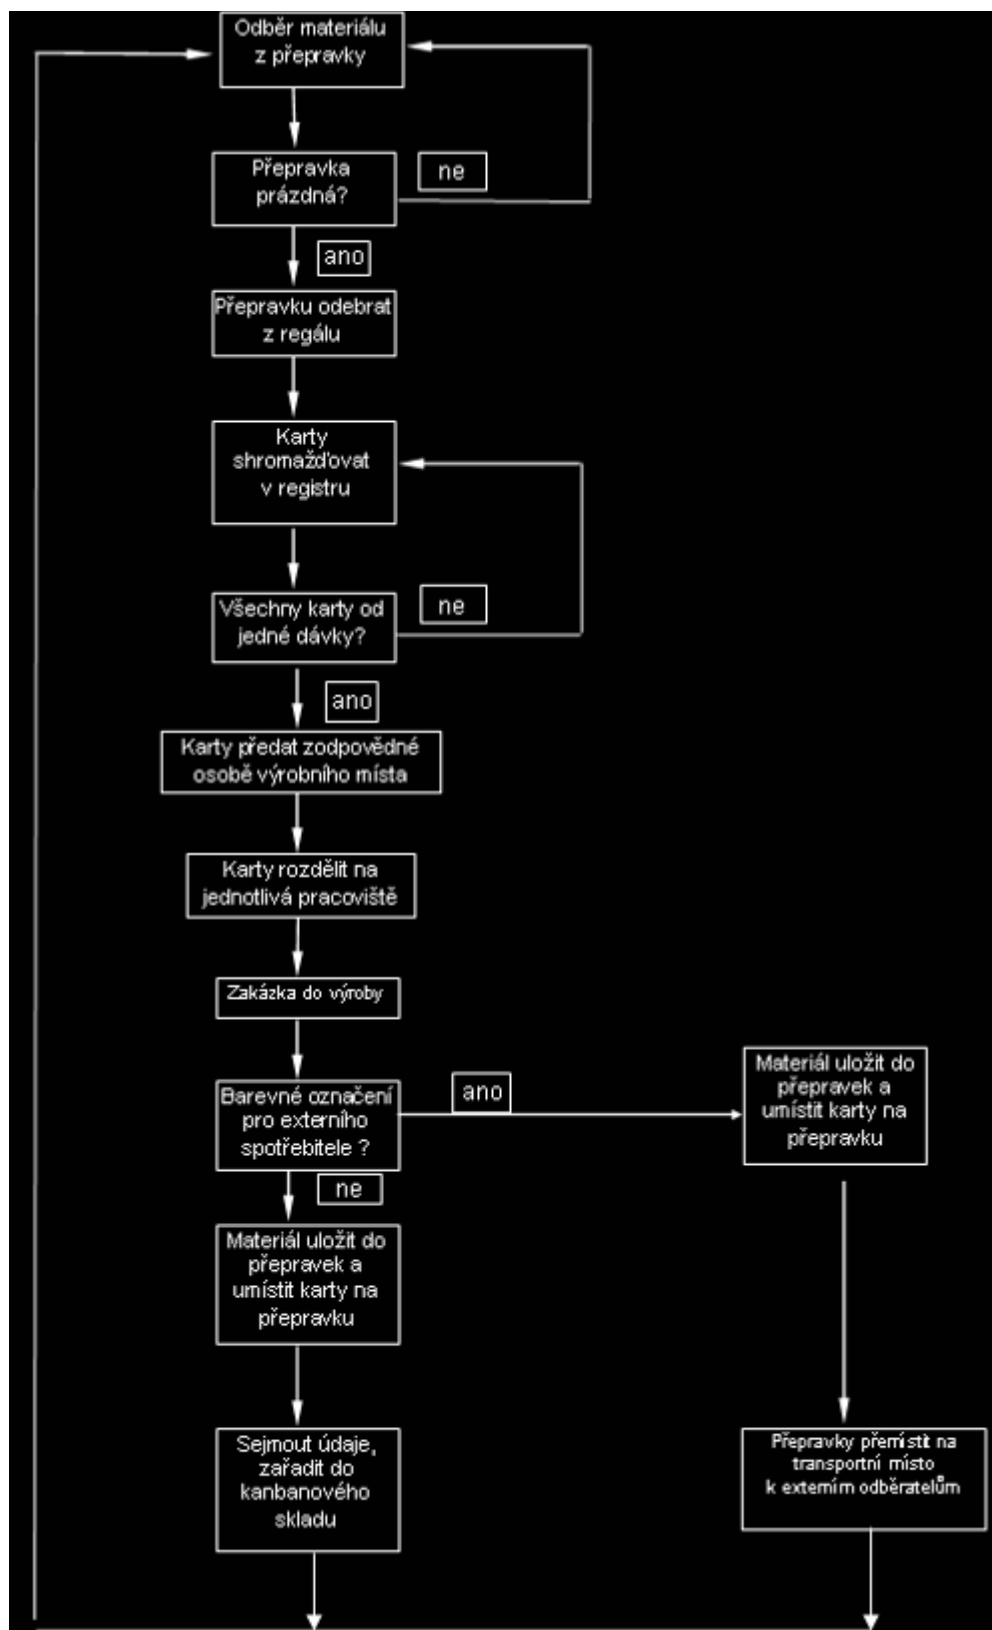 Odběr materiálu
z přepravky
Přepravka
prázdná?
ne
ano
Přepravku odebrat
z regálu
Karty
shromažďovat
v registru
Všechny karty od
jedné dávky?
ne
ano
Karty předat zodpovědné
osobě výrobního místa
Karty rozdělit na
jednotlivá pracoviště
Zakázka do výroby
Barevné označení
pro externího
spotřebitele ?
ano
Materiál uložit do
přepravek a
umístit karty na
přepravku
ne
Materiál uložit do
přepravek a
umístit karty na
přepravku
Sejmout údaje,
zařadit do
kanbanového
skladu
Přepravky přemístit na
transportní místo
k externím odběratelům